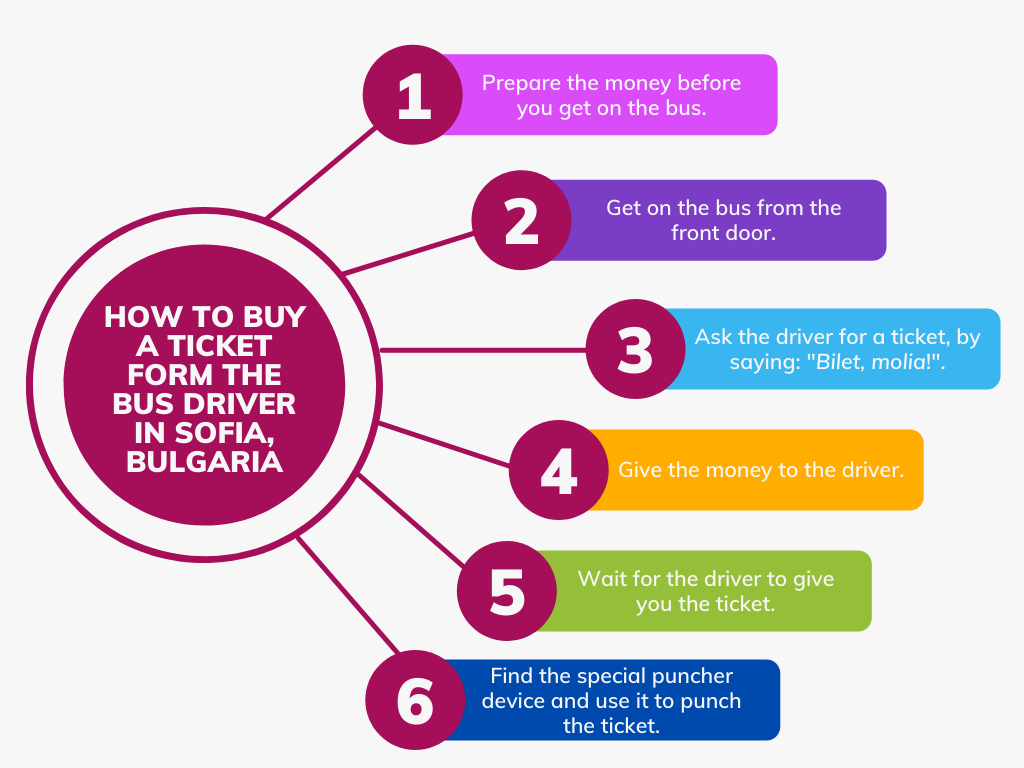 HOW TO BUY
A TICKET
FORM THE
BUS DRIVER
IN SOFIA,
BULGARIA
1
Prepare the money before
you get on the bus.
2
Get on the bus from the
front door.
3
Ask the driver for a ticket, by
saying: "Bilet, molia!".
4
Give the money to the driver.
5
Wait for the driver to give
you the ticket.
6
Find the special puncher
device and use it to punch
the ticket.